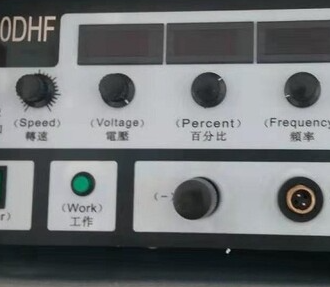 0DHF
(Speed) (Voltage) (Percent) (Frequency)
轉速 電壓 百分比 頻率
(−)
(Work)
工作